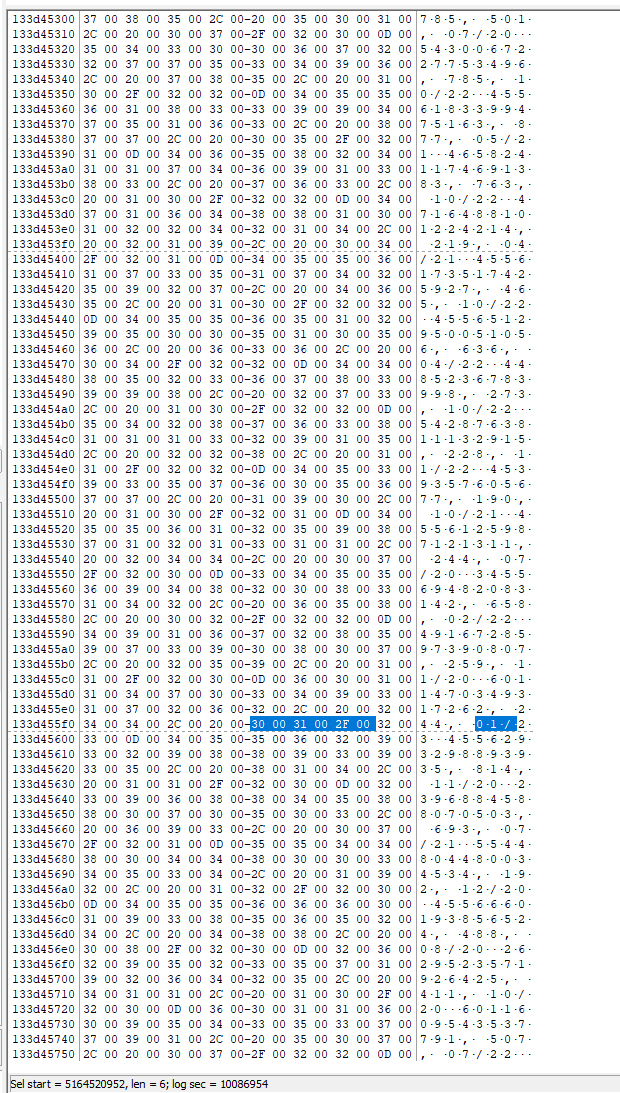 133d45300 37 00 38 00 35 00 2C 00-20 00 35 00 30 00 31 00 7·8·5·,· ·5·0·1·
133d45310 2C 00 20 00 30 00 37 00-2F 00 32 00 30 00 0D 00 ,· ·0·7·/·2·0···
133d45320 35 00 34 00 33 00 30 00-30 00 36 00 37 00 32 00 5·4·3·0·0·6·7·2·
133d45330 32 00 37 00 37 00 35 00-33 00 34 00 39 00 36 00 2·7·7·5·3·4·9·6·
133d45340 2C 00 20 00 37 00 38 00-35 00 2C 00 20 00 31 00 ,· ·7·8·5·,· ·1·
133d45350 30 00 2F 00 32 00 32 00-0D 00 34 00 35 00 35 00 0·/·2·2···4·5·5·
133d45360 36 00 31 00 38 00 33 00-33 00 39 00 39 00 34 00 6·1·8·3·3·9·9·4·
133d45370 37 00 35 00 31 00 36 00-33 00 2C 00 20 00 38 00 7·5·1·6·3·,· ·8·
133d45380 37 00 37 00 2C 00 20 00-30 00 35 00 2F 00 32 00 7·7·,· ·0·5·/·2·
133d45390 31 00 0D 00 34 00 36 00-35 00 38 00 32 00 34 00 1···4·6·5·8·2·4·
133d453a0 31 00 31 00 37 00 34 00-36 00 39 00 31 00 33 00 1·1·7·4·6·9·1·3·
133d453b0 38 00 33 00 2C 00 20 00-37 00 36 00 33 00 2C 00 8·3·,· ·7·6·3·,·
133d453c0 20 00 31 00 30 00 2F 00-32 00 32 00 0D 00 34 00  ·1·0·/·2·2···4·
133d453d0 37 00 31 00 36 00 34 00-38 00 38 00 31 00 30 00 7·1·6·4·8·8·1·0·
133d453e0 31 00 32 00 32 00 34 00-32 00 31 00 34 00 2C 00 1·2·2·4·2·1·4·,·
133d453f0 20 00 32 00 31 00 39 00-2C 00 20 00 30 00 34 00  ·2·1·9·,· ·0·4·
133d45400 2F 00 32 00 31 00 0D 00-34 00 35 00 35 00 36 00 /·2·1···4·5·5·6·
133d45410 31 00 37 00 33 00 35 00-31 00 37 00 34 00 32 00 1·7·3·5·1·7·4·2·
133d45420 35 00 39 00 32 00 37 00-2C 00 20 00 34 00 36 00 5·9·2·7·,· ·4·6·
133d45430 35 00 2C 00 20 00 31 00-30 00 2F 00 32 00 32 00 5·,· ·1·0·/·2·2·
133d45440 0D 00 34 00 35 00 35 00-36 00 35 00 31 00 32 00 ··4·5·5·6·5·1·2·
133d45450 39 00 35 00 30 00 30 00-35 00 31 00 30 00 35 00 9·5·0·0·5·1·0·5·
133d45460 36 00 2C 00 20 00 36 00-33 00 36 00 2C 00 20 00 6·,· ·6·3·6·,· ·
133d45470 30 00 34 00 2F 00 32 00-32 00 0D 00 34 00 34 00 0·4·/·2·2···4·4·
133d45480 38 00 35 00 32 00 33 00-36 00 37 00 38 00 33 00 8·5·2·3·6·7·8·3·
133d45490 39 00 39 00 38 00 2C 00-20 00 32 00 37 00 33 00 9·9·8·,· ·2·7·3·
133d454a0 2C 00 20 00 31 00 30 00-2F 00 32 00 32 00 0D 00 ,· ·1·0·/·2·2···
133d454b0 35 00 34 00 32 00 38 00-37 00 36 00 33 00 38 00 5·4·2·8·7·6·3·8·
133d454c0 31 00 31 00 31 00 33 00-32 00 39 00 31 00 35 00 1·1·1·3·2·9·1·5·
133d454d0 2C 00 20 00 32 00 32 00-38 00 2C 00 20 00 31 00 ,· ·2·2·8·,· ·1·
133d454e0 31 00 2F 00 32 00 32 00-0D 00 34 00 35 00 33 00 1·/·2·2···4·5·3·
133d454f0 39 00 33 00 35 00 37 00-36 00 30 00 35 00 36 00 9·3·5·7·6·0·5·6·
133d45500 37 00 37 00 2C 00 20 00-31 00 39 00 30 00 2C 00 7·7·,· ·1·9·0·,·
133d45510 20 00 31 00 30 00 2F 00-32 00 31 00 0D 00 34 00  ·1·0·/·2·1···4·
133d45520 35 00 35 00 36 00 31 00-32 00 35 00 39 00 38 00 5·5·6·1·2·5·9·8·
133d45530 37 00 31 00 32 00 31 00-33 00 31 00 31 00 2C 00 7·1·2·1·3·1·1·,·
133d45540 20 00 32 00 34 00 34 00-2C 00 20 00 30 00 37 00  ·2·4·4·,· ·0·7·
133d45550 2F 00 32 00 30 00 0D 00-33 00 34 00 35 00 35 00 /·2·0···3·4·5·5·
133d45560 36 00 39 00 34 00 38 00-32 00 30 00 38 00 33 00 6·9·4·8·2·0·8·3·
133d45570 31 00 34 00 32 00 2C 00-20 00 36 00 35 00 38 00 1·4·2·,· ·6·5·8·
133d45580 2C 00 20 00 30 00 32 00-2F 00 32 00 32 00 0D 00 ,· ·0·2·/·2·2···
133d45590 34 00 39 00 31 00 36 00-37 00 32 00 38 00 35 00 4·9·1·6·7·2·8·5·
133d455a0 39 00 37 00 33 00 39 00-30 00 38 00 30 00 37 00 9·7·3·9·0·8·0·7·
133d455b0 2C 00 20 00 32 00 35 00-39 00 2C 00 20 00 31 00 ,· ·2·5·9·,· ·1·
133d455c0 31 00 2F 00 32 00 30 00-0D 00 36 00 30 00 31 00 1·/·2·0···6·0·1·
133d455d0 31 00 34 00 37 00 30 00-33 00 34 00 39 00 33 00 1·4·7·0·3·4·9·3·
133d455e0 31 00 37 00 32 00 36 00-32 00 2C 00 20 00 32 00 1·7·2·6·2·,· ·2·
133d455f0 34 00 34 00 2C 00 20 00-30 00 31 00 2F 00 32 00 4·4·,· ·0·1·/·2·
133d45600 33 00 0D 00 34 00 35 00-35 00 36 00 32 00 39 00 3···4·5·5·6·2·9·
133d45610 33 00 32 00 39 00 38 00-38 00 39 00 33 00 39 00 3·2·9·8·8·9·3·9·
133d45620 33 00 35 00 2C 00 20 00-38 00 31 00 34 00 2C 00 3·5·,· ·8·1·4·,·
133d45630 20 00 31 00 31 00 2F 00-32 00 30 00 0D 00 32 00  ·1·1·/·2·0···2·
133d45640 33 00 39 00 36 00 38 00-38 00 34 00 35 00 38 00 3·9·6·8·8·4·5·8·
133d45650 38 00 30 00 37 00 30 00-35 00 30 00 33 00 2C 00 8·0·7·0·5·0·3·,·
133d45660 20 00 36 00 39 00 33 00-2C 00 20 00 30 00 37 00  ·6·9·3·,· ·0·7·
133d45670 2F 00 32 00 31 00 0D 00-35 00 35 00 34 00 34 00 /·2·1···5·5·4·4·
133d45680 38 00 30 00 34 00 34 00-38 00 30 00 30 00 33 00 8·0·4·4·8·0·0·3·
133d45690 34 00 35 00 33 00 34 00-2C 00 20 00 31 00 39 00 4·5·3·4·,· ·1·9·
133d456a0 32 00 2C 00 20 00 31 00-32 00 2F 00 32 00 30 00 2·,· ·1·2·/·2·0·
133d456b0 0D 00 34 00 35 00 35 00-36 00 36 00 36 00 30 00 ··4·5·5·6·6·6·0·
133d456c0 31 00 39 00 33 00 38 00-35 00 36 00 35 00 32 00 1·9·3·8·5·6·5·2·
133d456d0 34 00 2C 00 20 00 34 00-38 00 38 00 2C 00 20 00 4·,· ·4·8·8·,· ·
133d456e0 30 00 38 00 2F 00 32 00-30 00 0D 00 32 00 36 00 0·8·/·2·0···2·6·
133d456f0 32 00 39 00 35 00 32 00-33 00 35 00 37 00 31 00 2·9·5·2·3·5·7·1·
133d45700 39 00 32 00 36 00 34 00-32 00 35 00 2C 00 20 00 9·2·6·4·2·5·,· ·
133d45710 34 00 31 00 31 00 2C 00-20 00 31 00 30 00 2F 00 4·1·1·,· ·1·0·/·
133d45720 32 00 30 00 0D 00 36 00-30 00 31 00 31 00 36 00 2·0···6·0·1·1·6·
133d45730 30 00 39 00 35 00 34 00-33 00 35 00 33 00 37 00 0·9·5·4·3·5·3·7·
133d45740 37 00 39 00 31 00 2C 00-20 00 35 00 30 00 37 00 7·9·1·,· ·5·0·7·
133d45750 2C 00 20 00 30 00 37 00-2F 00 32 00 32 00 0D 00 ,· ·0·7·/·2·2···
Sel start = 5164520952, len = 6; log sec = 10086954